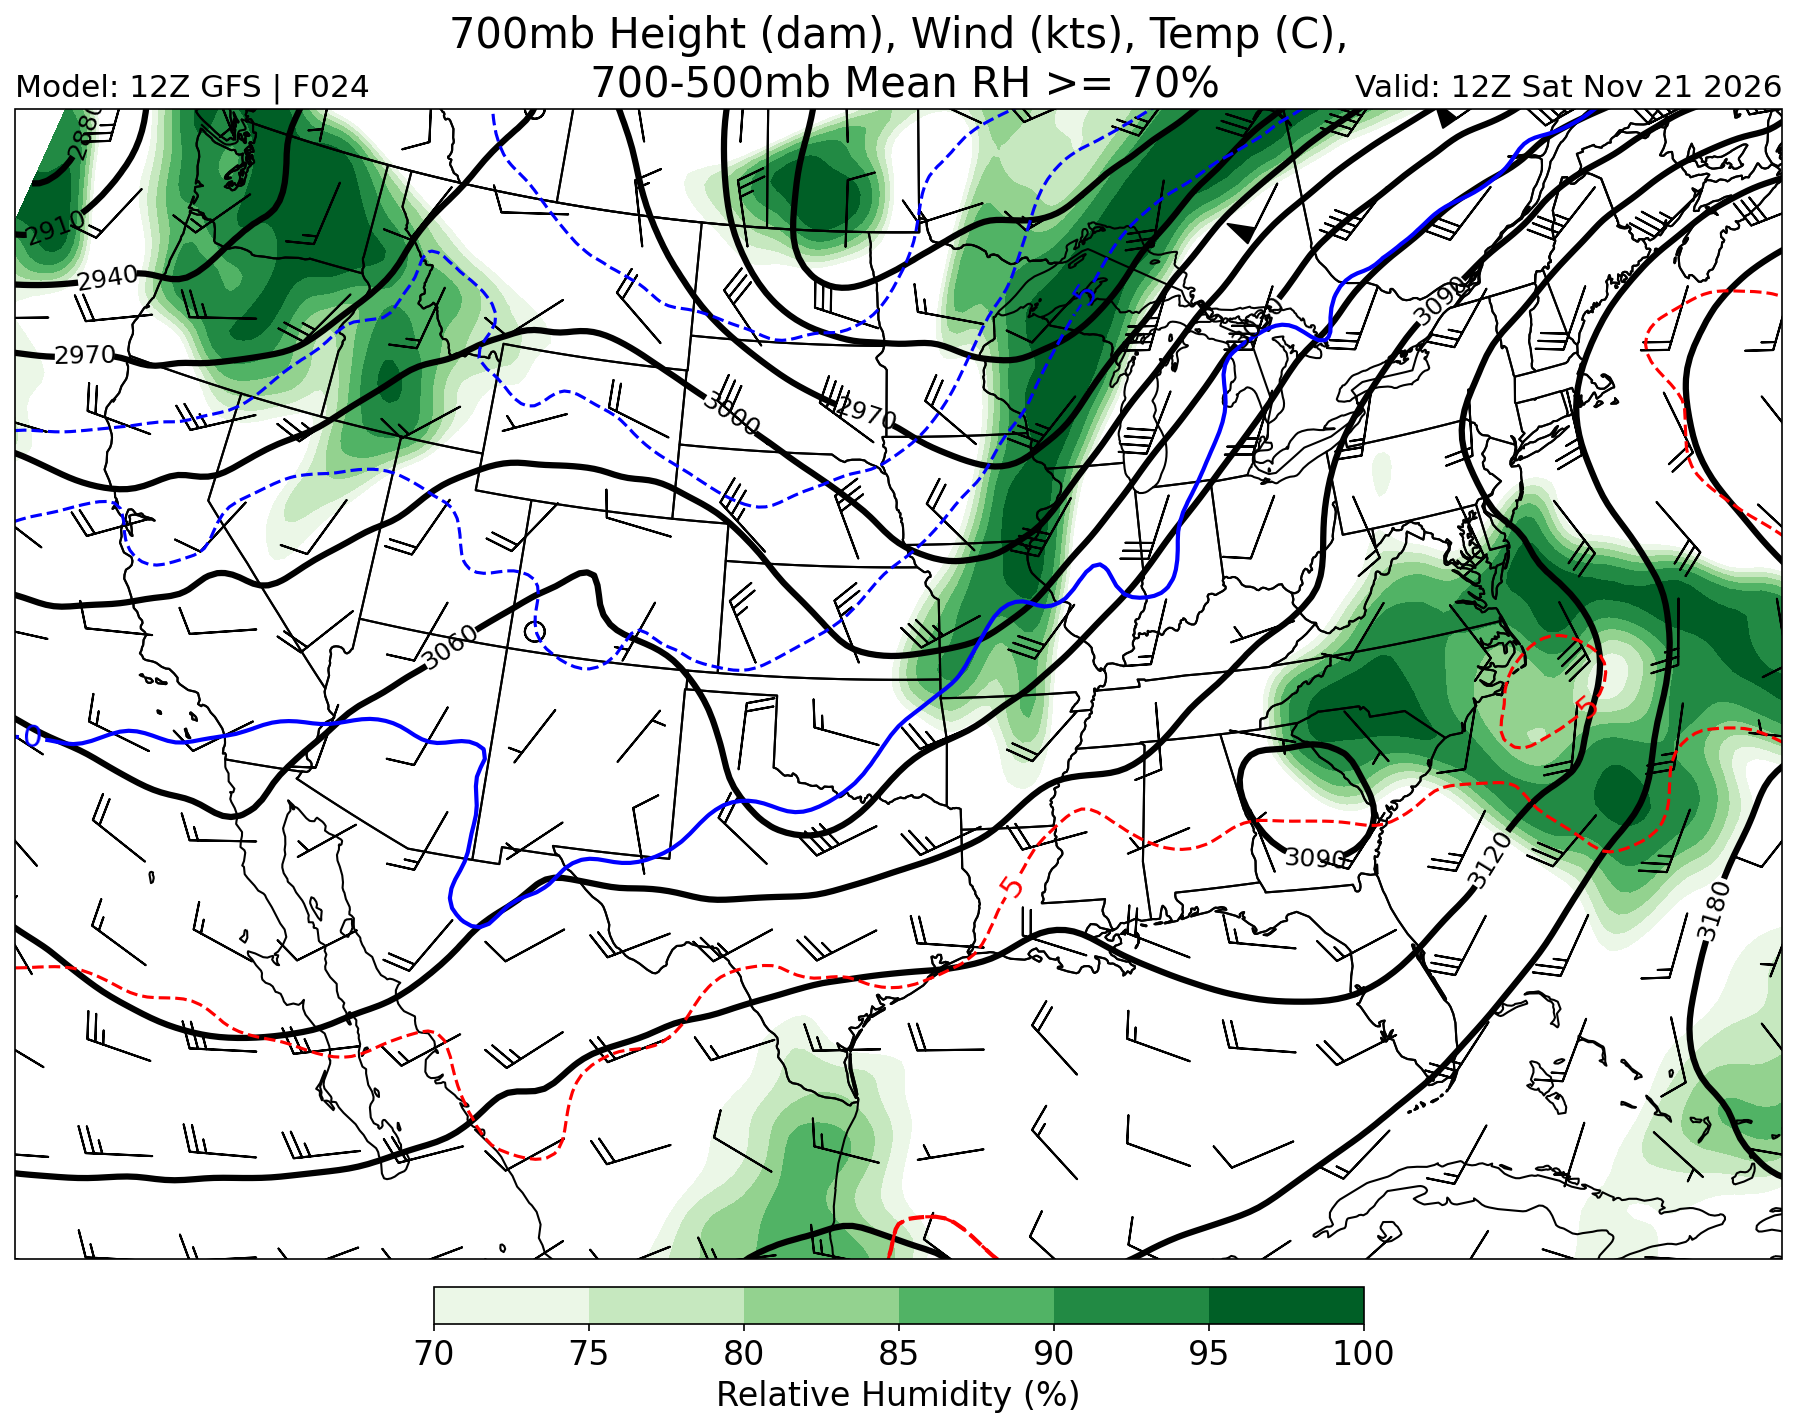 700mb Height (dam), Wind (kts), Temp (C),
700-500mb Mean RH >= 70%
Model: 12Z GFS | F024
Valid: 12Z Sat Nov 21 2026
2880
2910
2940
2970
3090
-5
3000
2970
3060
5
0
3090
3120
5
3180
70 75 80 85 90 95 100
Relative Humidity (%)